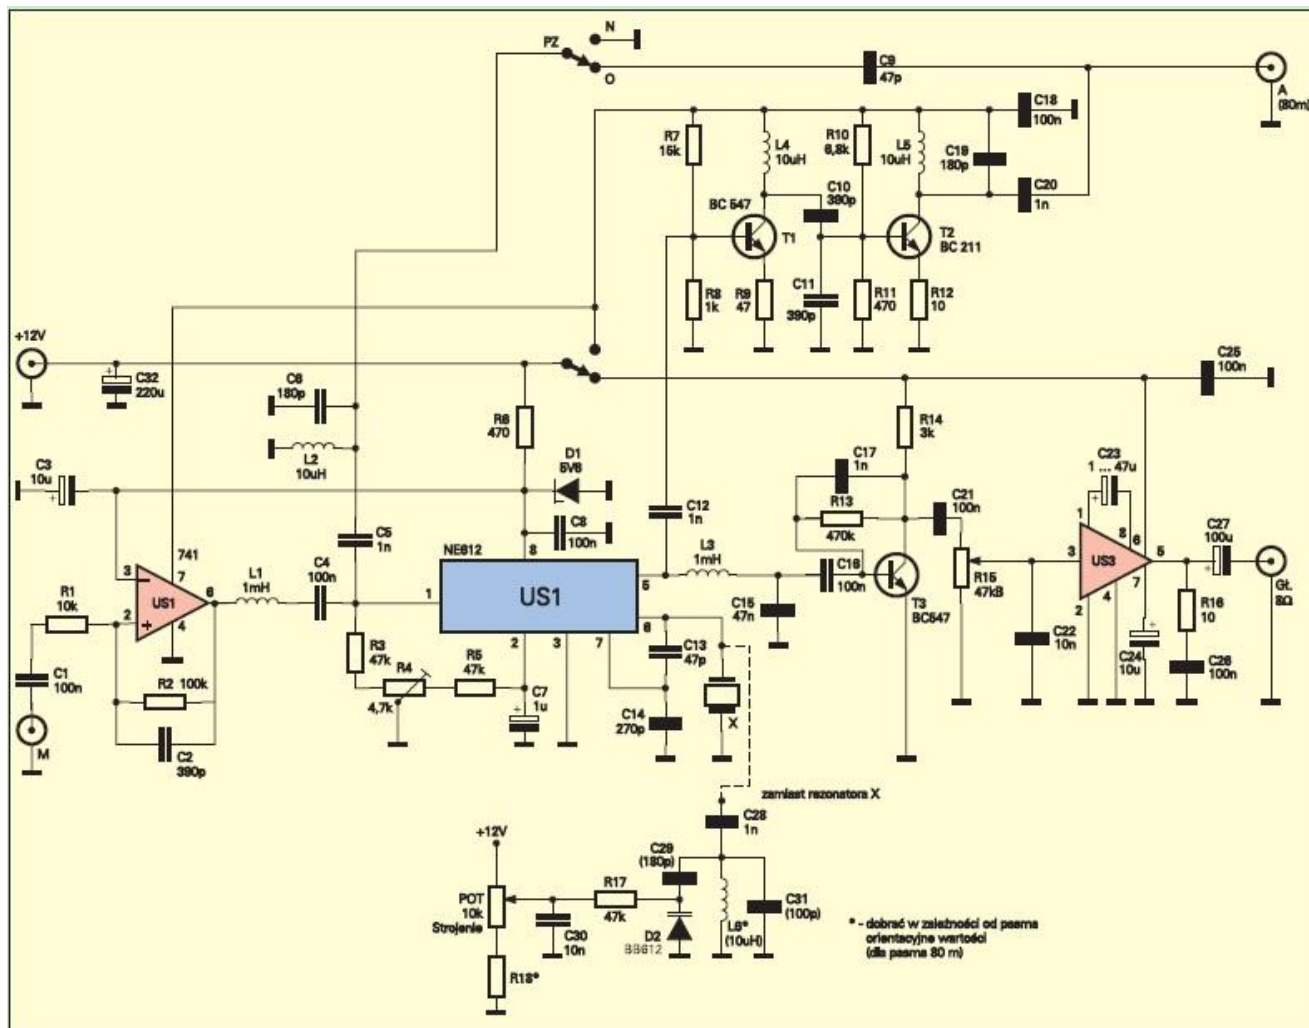 N
PZ
O
C9
47p
A
(80m)
C18
100n
R7
15k
L4
10uH
R10
6,8k
L5
10uH
C19
180p
C20
1n
C10
390p
BC 547
T1
T2
BC 211
R8
1k
R9
47
C11
390p
R11
470
R12
10
+12V
C32
220u
C6
180p
L2
10uH
R6
470
D1
5V6
C8
100n
C25
100n
R14
3k
C17
1n
R13
470k
C21
100n
C23
1 ... 47u
C27
100u
C3
10u
C5
1n
C12
1n
L3
1mH
741
3
7
US1
6
2
4
L1
1mH
C4
100n
NE612
8
1
US1
5
6
2
3
7
C16
100n
C15
47n
T3
BC547
R15
47kB
1
8
6
3
US3
5
7
2
4
GŁ.
8Ω
R1
10k
C1
100n
M
R2 100k
C2
390p
R3
47k
R4
4,7k
R5
47k
C7
1u
C13
47p
C14
270p
X
C22
10n
C24
10u
R16
10
C26
100n
zamiast rezonatora X
C28
1n
+12V
POT
10k
Strojenie
R18*
C30
10n
R17
47k
C29
(180p)
D2
BB612
L6*
(10uH)
C31
(100p)
* - dobrać w zależności od pasma
orientacyjne wartości
(dla pasma 80 m)